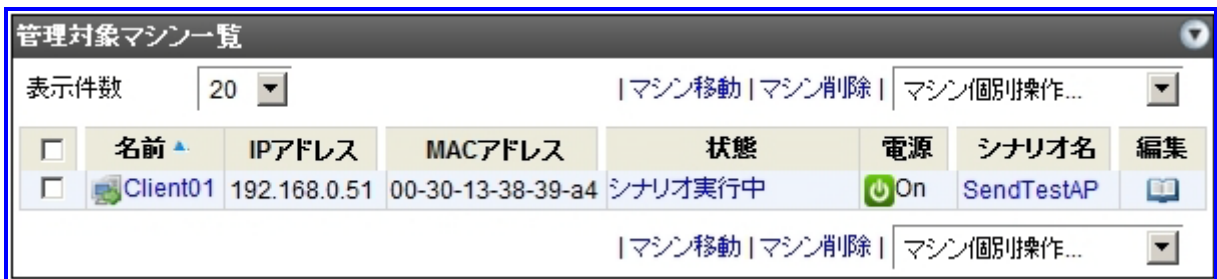 管理対象マシン一覧
表示件数 20 | マシン移動 | マシン削除 | マシン個別操作...
名前 IPアドレス MACアドレス 状態 電源 シナリオ名 編集
Client01 192.168.0.51 00-30-13-38-39-a4 シナリオ実行中 On SendTestAP
| マシン移動 | マシン削除 | マシン個別操作...